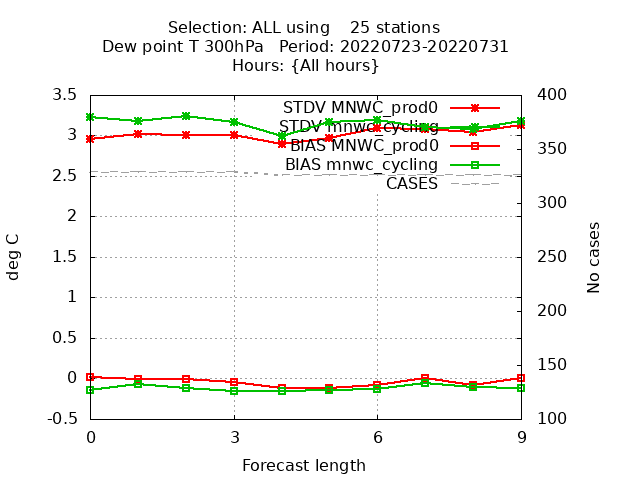 Selection: ALL using    25 stations
Dew point T 300hPa   Period: 20220723-20220731
Hours: {All hours}
3.5
3
2.5
2
1.5
1
0.5
0
-0.5
deg C
STDV MNWC_prod0
STDV mnwc_cycling
BIAS MNWC_prod0
BIAS mnwc_cycling
CASES
400
350
300
250
200
150
100
No cases
0 3 6 9
Forecast length